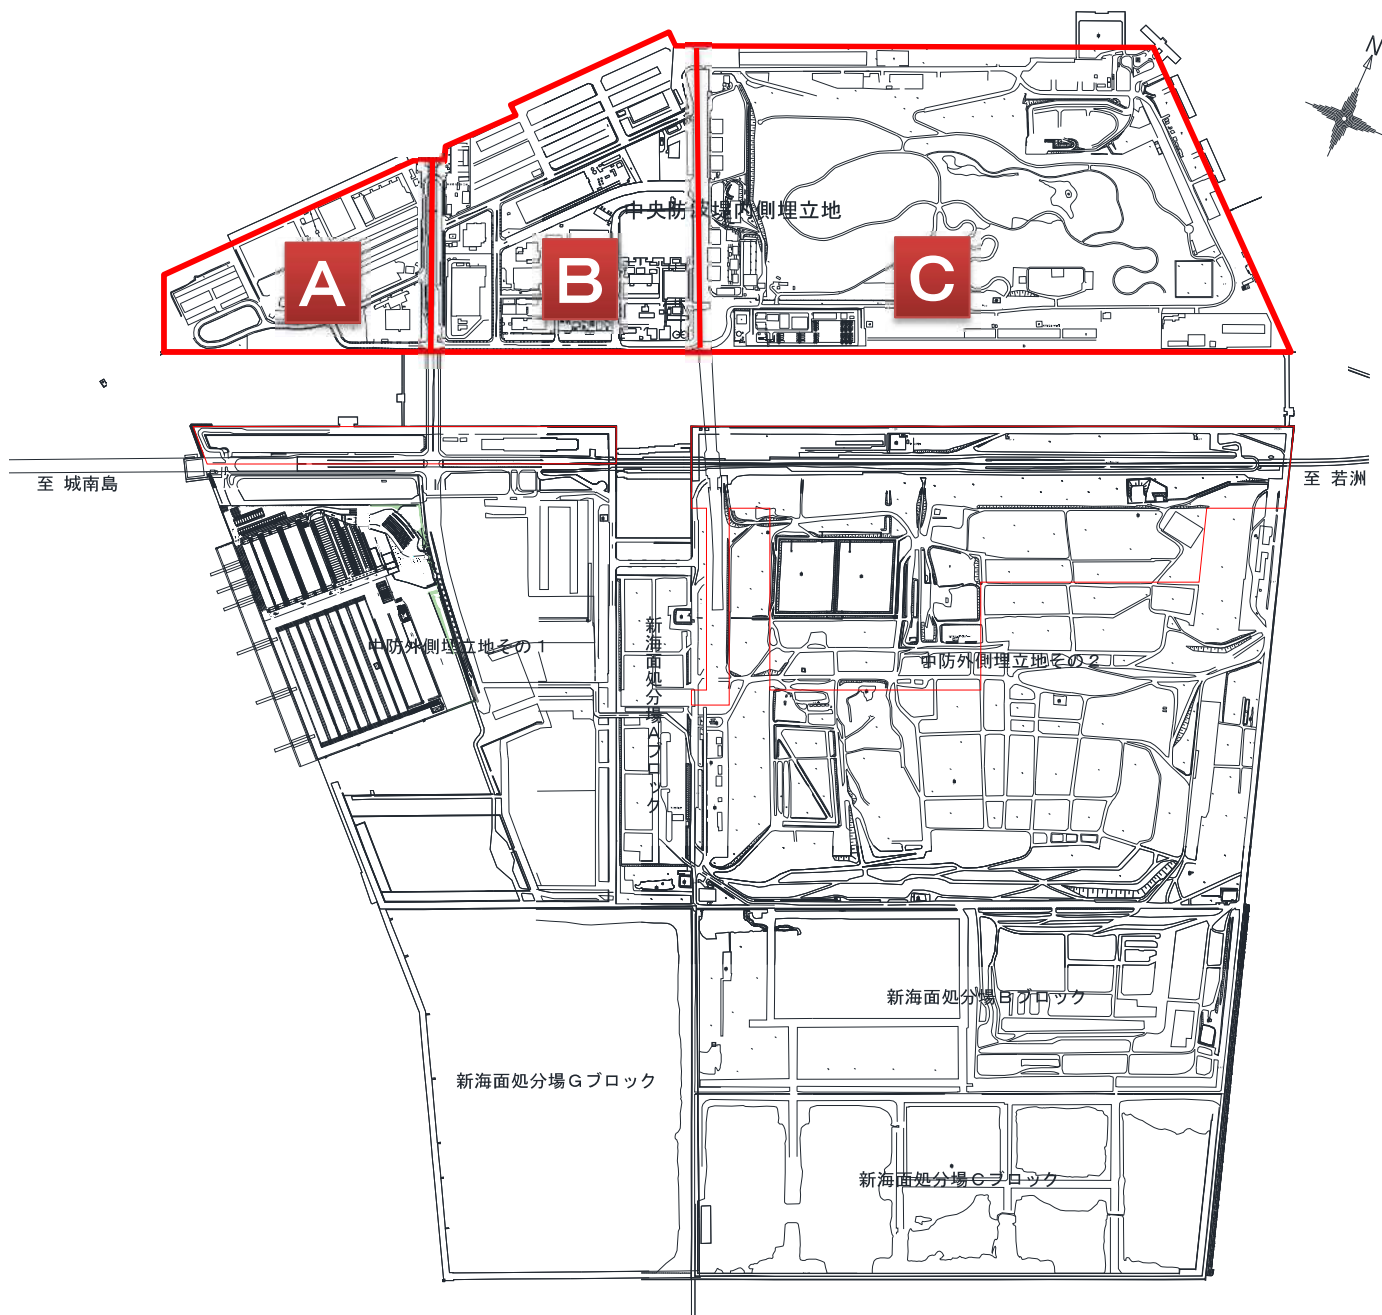 N
中央防波堤内側埋立地
A
B
C
至 城南島
至 若洲
中防外側埋立地その1
新海面処分場Aブロック
中防外側埋立地その2
新海面処分場Bブロック
新海面処分場Gブロック
新海面処分場Cブロック